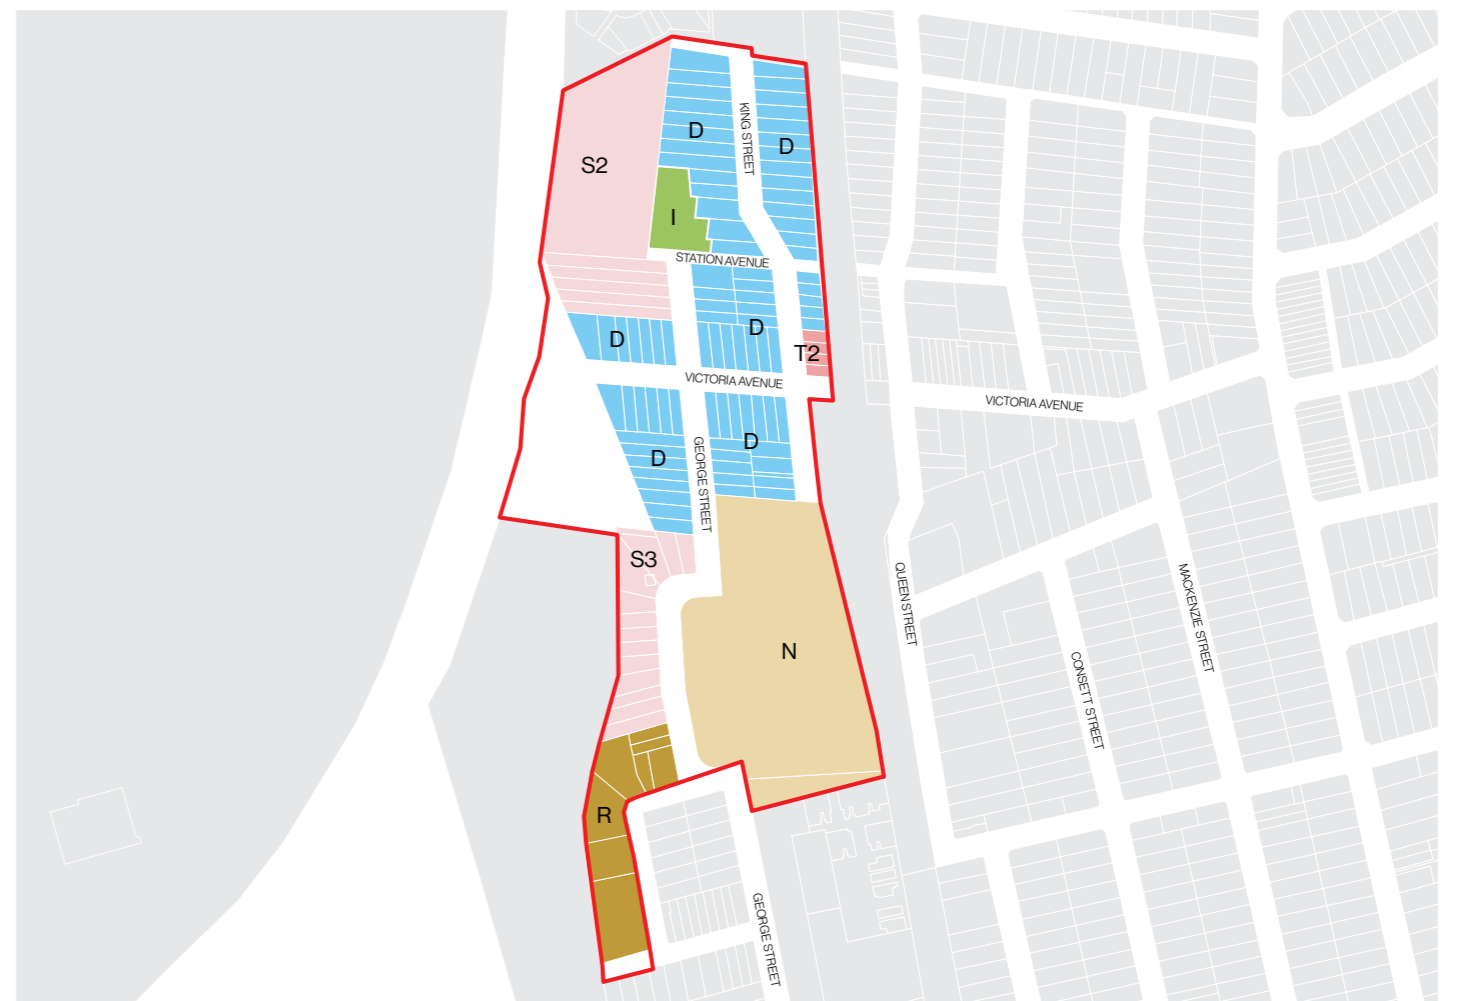 D
KING STREET
D
S2
I
STATION AVENUE
D
D
T2
VICTORIA AVENUE
VICTORIA AVENUE
D
D
GEORGE STREET
S3
QUEEN STREET
MACKENZIE STREET
N
CONSETT STREET
R
GEORGE STREET